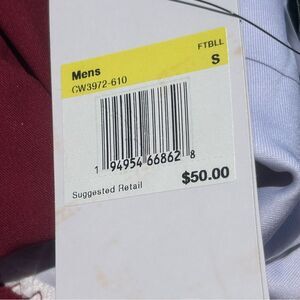 FTBLL
Mens S
CW3972-610
1 94954 66862 8
Suggested Retail $50.00